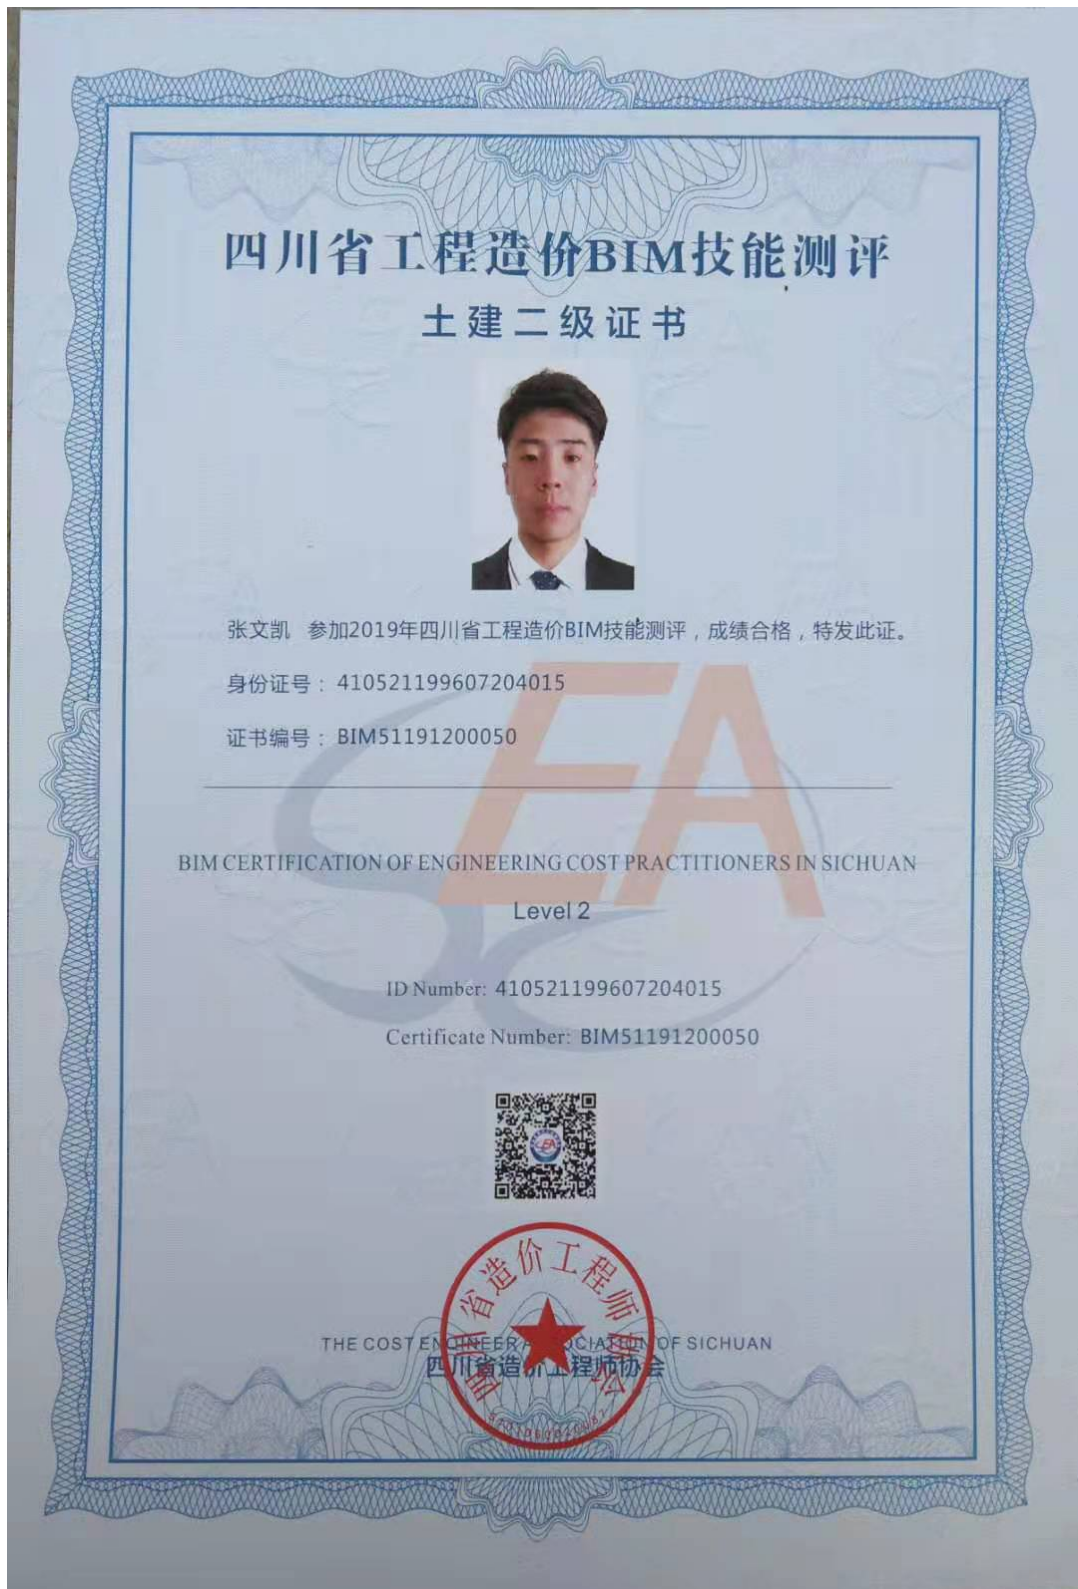 四川省工程造价BIM技能测评
土建二级证书
张文凯 参加2019年四川省工程造价BIM技能测评，成绩合格，特发此证。
身份证号：410521199607204015
证书编号：BIM51191200050
EA
BIM CERTIFICATION OF ENGINEERING COST PRACTITIONERS IN SICHUAN
Level 2
ID Number: 410521199607204015
Certificate Number: BIM51191200050
四川省造价工程师协会
THE COST ENGINEER ASSOCIATION OF SICHUAN
四川省造价工程师协会